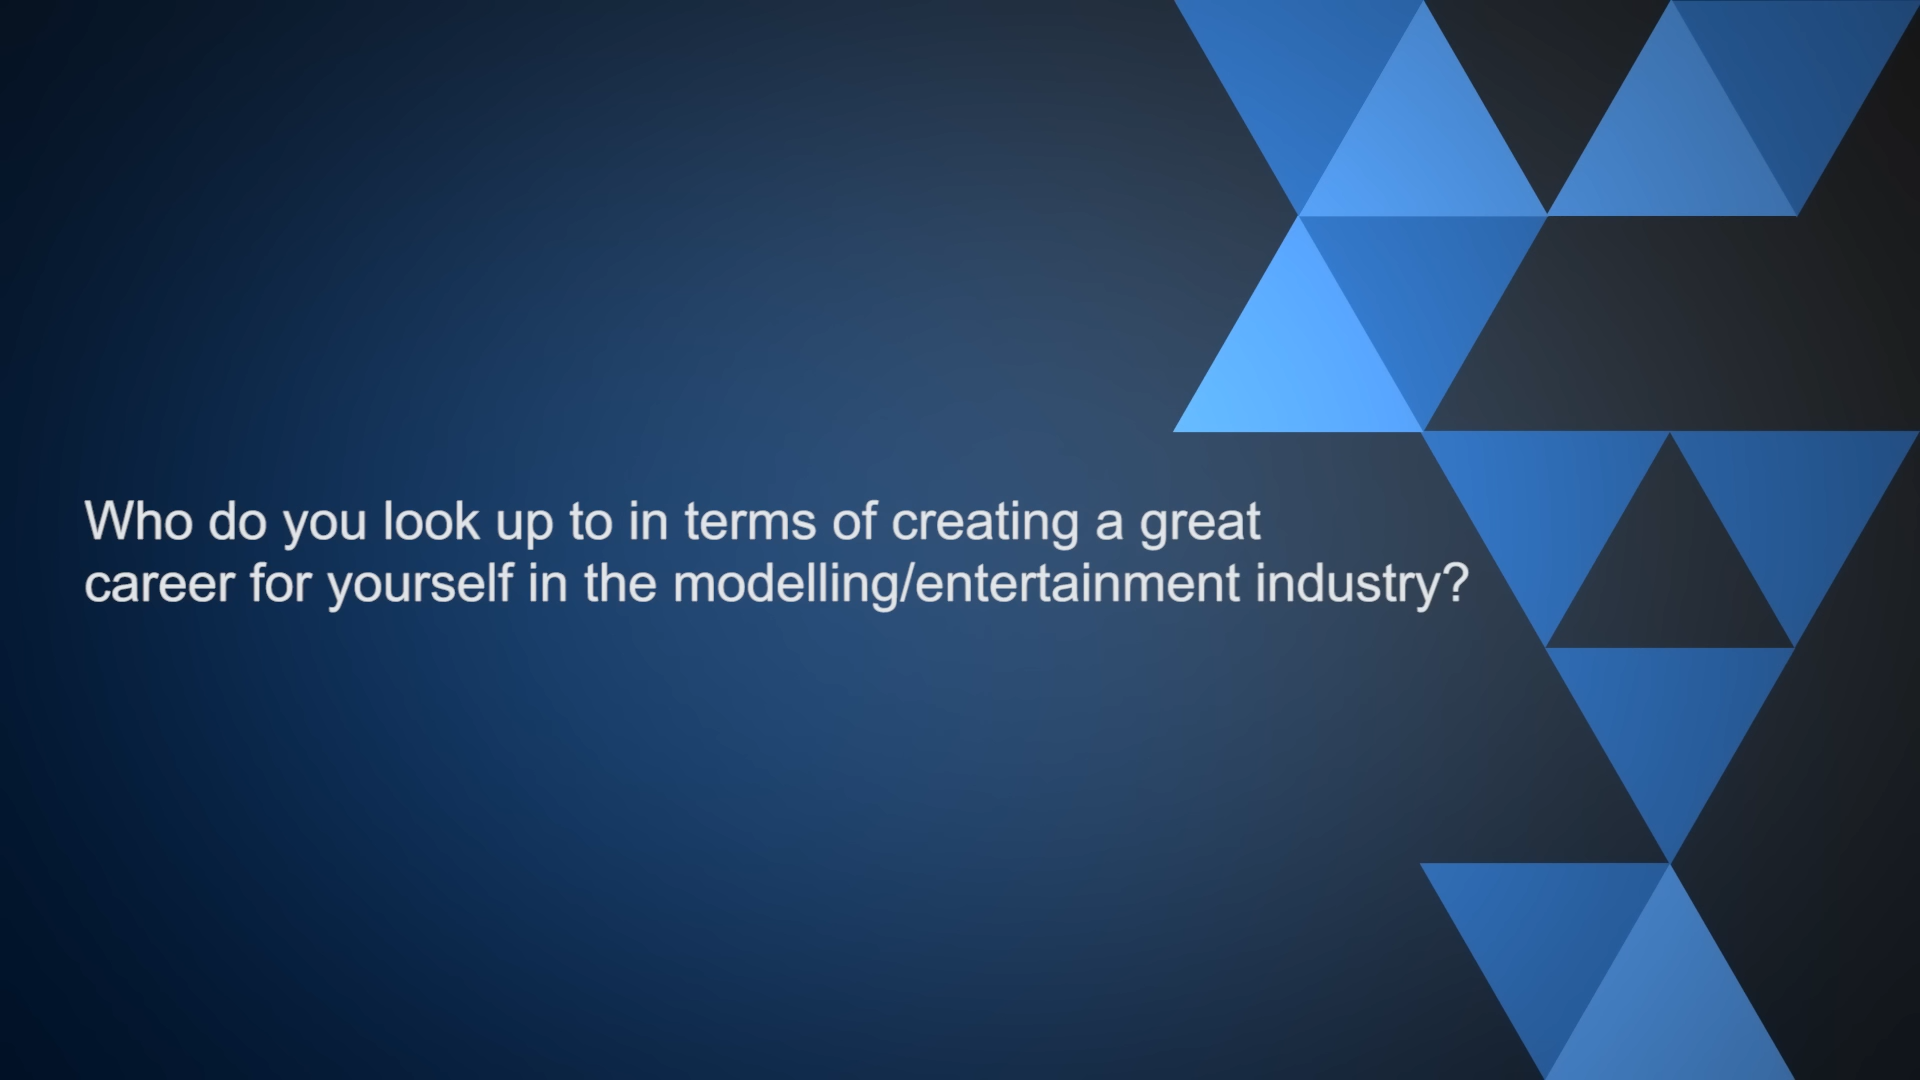 Who do you look up to in terms of creating a great
career for yourself in the modelling/entertainment industry?